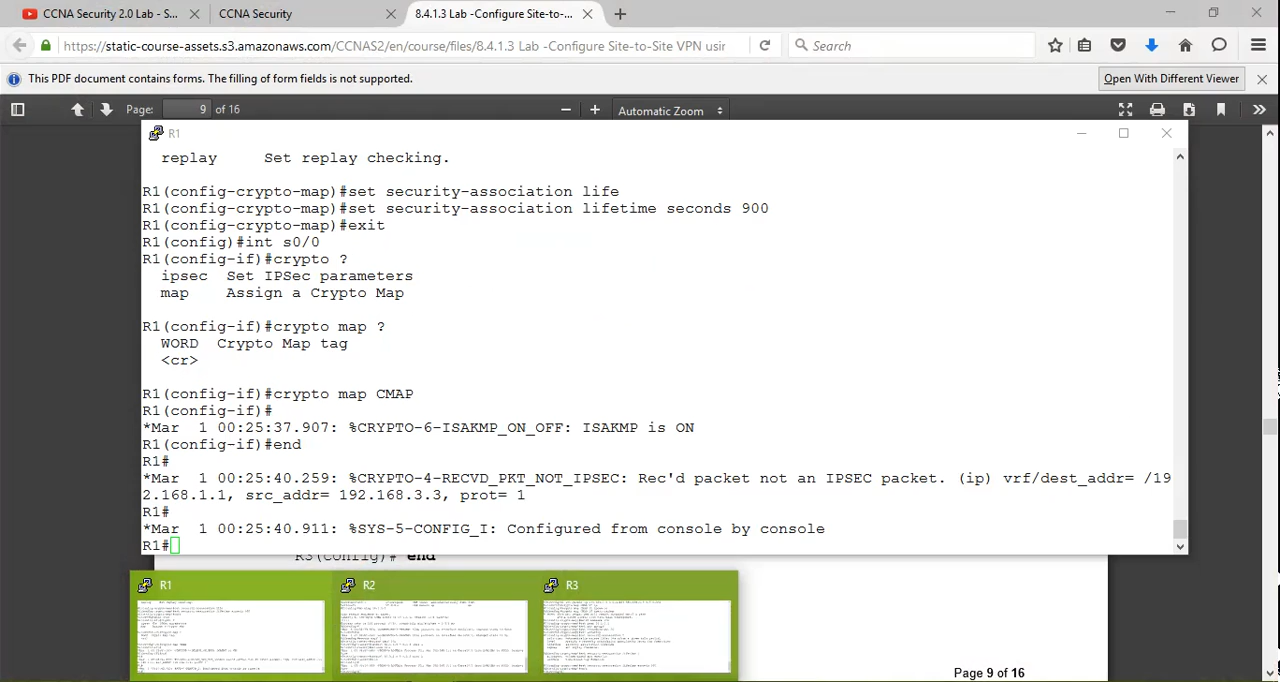 CCNA Security 2.0 Lab - S...
CCNA Security
8.4.1.3 Lab -Configure Site-to-...
https://static-course-assets.s3.amazonaws.com/CCNAS2/en/course/files/8.4.1.3 Lab -Configure Site-to-Site VPN usin
Search
This PDF document contains forms. The filling of form fields is not supported.
Open With Different Viewer
Page: 9 of 16
Automatic Zoom
R1
replay Set replay checking.
R1(config-crypto-map)#set security-association life
R1(config-crypto-map)#set security-association lifetime seconds 900
R1(config-crypto-map)#exit
R1(config)#int s0/0
R1(config-if)#crypto ?
ipsec Set IPSec parameters
map Assign a Crypto Map
R1(config-if)#crypto map ?
WORD Crypto Map tag
<cr>
R1(config-if)#crypto map CMAP
R1(config-if)#
*Mar 1 00:25:37.907: %CRYPTO-6-ISAKMP_ON_OFF: ISAKMP is ON
R1(config-if)#end
R1#
*Mar 1 00:25:40.259: %CRYPTO-4-RECVD_PKT_NOT_IPSEC: Rec'd packet not an IPSEC packet. (ip) vrf/dest_addr= /19
2.168.1.1, src_addr= 192.168.3.3, prot= 1
R1#
*Mar 1 00:25:40.911: %SYS-5-CONFIG_I: Configured from console by console
R1#
R3(config)# end
R1
R2
R3
Page 9 of 16